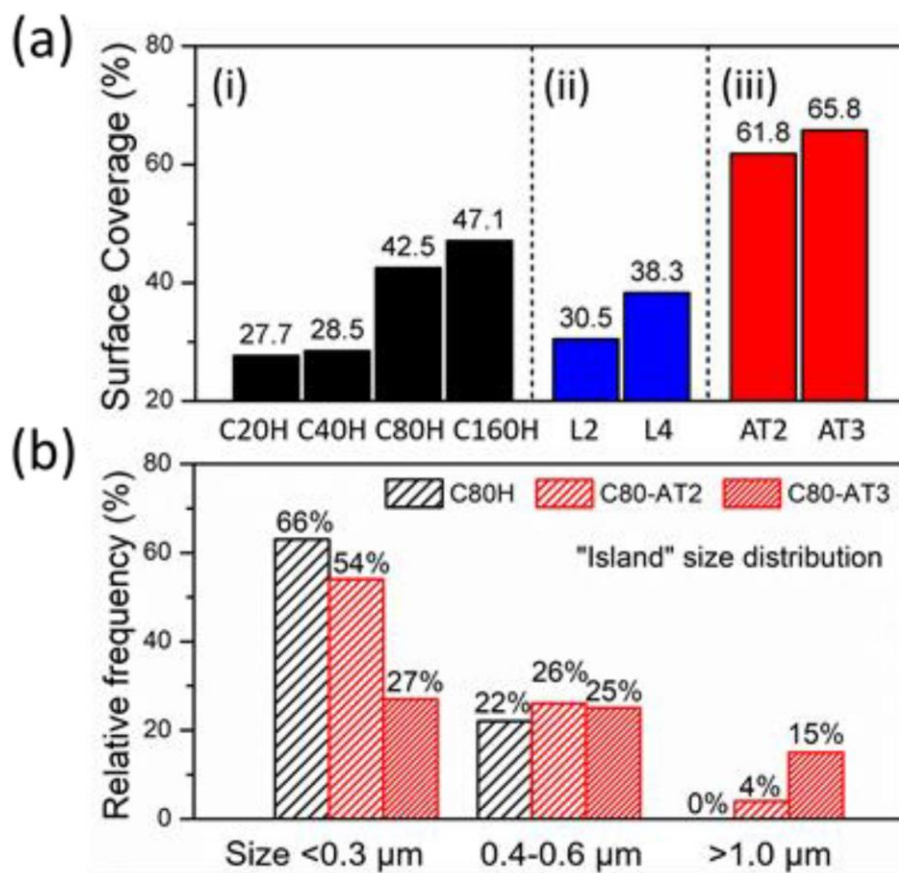 (a)
Surface Coverage (%)
80
60
40
20
(i)
(ii)
(iii)
27.7
28.5
42.5
47.1
30.5
38.3
61.8
65.8
C20H C40H C80H C160H L2 L4 AT2 AT3
(b)
Relative frequency (%)
80
60
40
20
0
C80H C80-AT2 C80-AT3
"Island" size distribution
66%
54%
27%
22%
26%
25%
0%
4%
15%
Size <0.3 µm 0.4-0.6 µm >1.0 µm